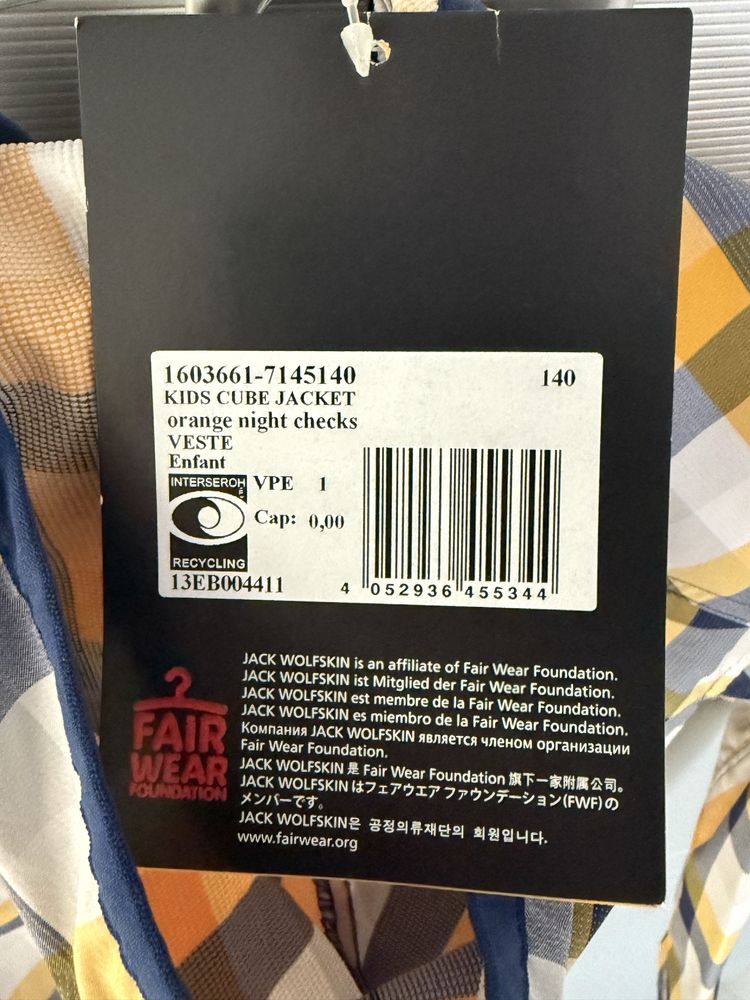 1603661-7145140 140
KIDS CUBE JACKET
orange night checks
VESTE
Enfant
INTERSEROH
VPE 1
Cap: 0,00
RECYCLING
13EB004411
4 052936 455344
JACK WOLFSKIN is an affiliate of Fair Wear Foundation.
JACK WOLFSKIN ist Mitglied der Fair Wear Foundation.
JACK WOLFSKIN est membre de la Fair Wear Foundation.
JACK WOLFSKIN es miembro de la Fair Wear Foundation.
Компания JACK WOLFSKIN является членом организации
Fair Wear Foundation.
JACK WOLFSKIN 是 Fair Wear Foundation 旗下一家附属公司。
JACK WOLFSKIN はフェアウエア ファウンデーション(FWF)の
メンバーです。
JACK WOLFSKIN은 공정의류재단의 회원입니다.
www.fairwear.org
FAIR
WEAR
FOUNDATION